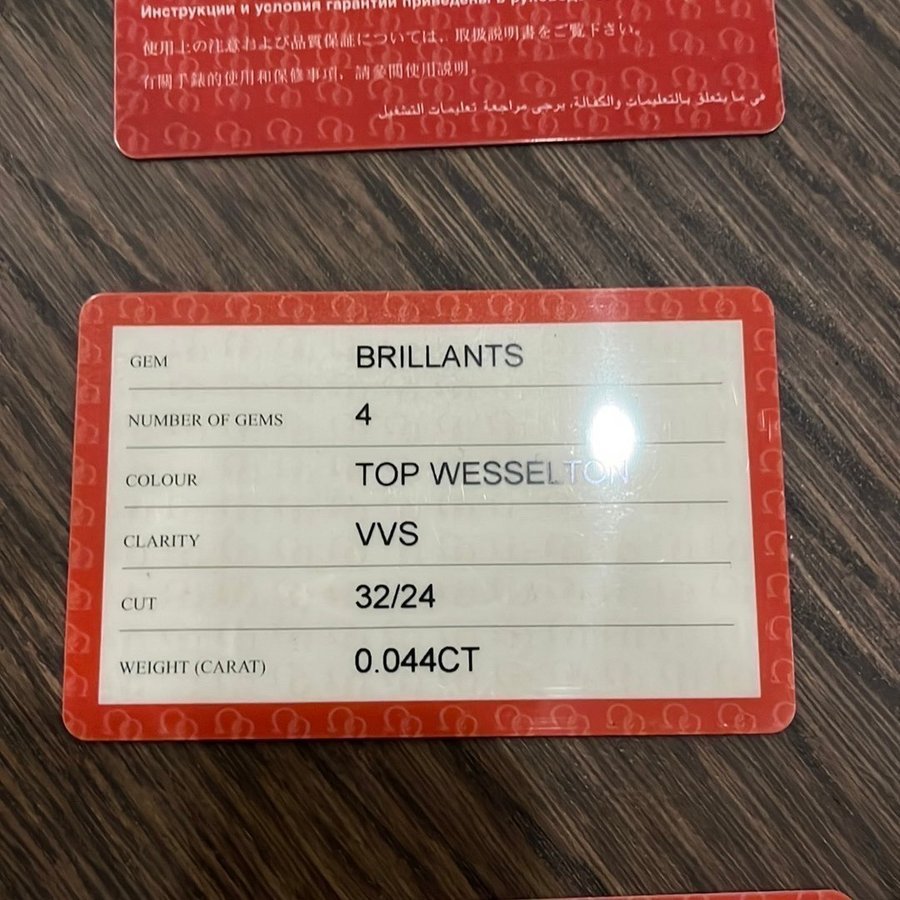 Инструкции и условия гарантии приведены в
使用上の注意および品質保証については、取扱説明書をご覧下さい。
有關手錶的使用和保修事項，請參閱使用説明。
في ما يتعلق بالتعليمات والكفالة، يرجى مراجعة تعليمات التشغيل
GEM BRILLANTS
NUMBER OF GEMS 4
COLOUR TOP WESSELTON
CLARITY VVS
CUT 32/24
WEIGHT (CARAT) 0.044CT